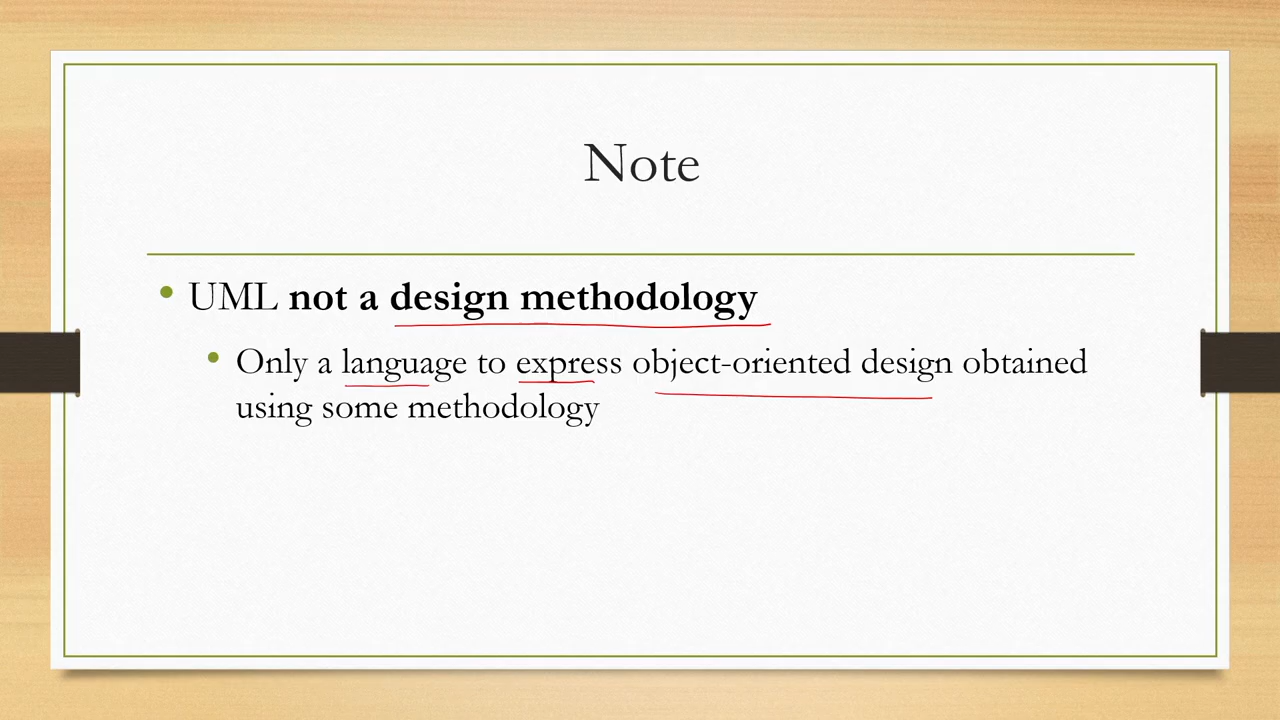 Note
• UML not a design methodology
• Only a language to express object-oriented design obtained
using some methodology